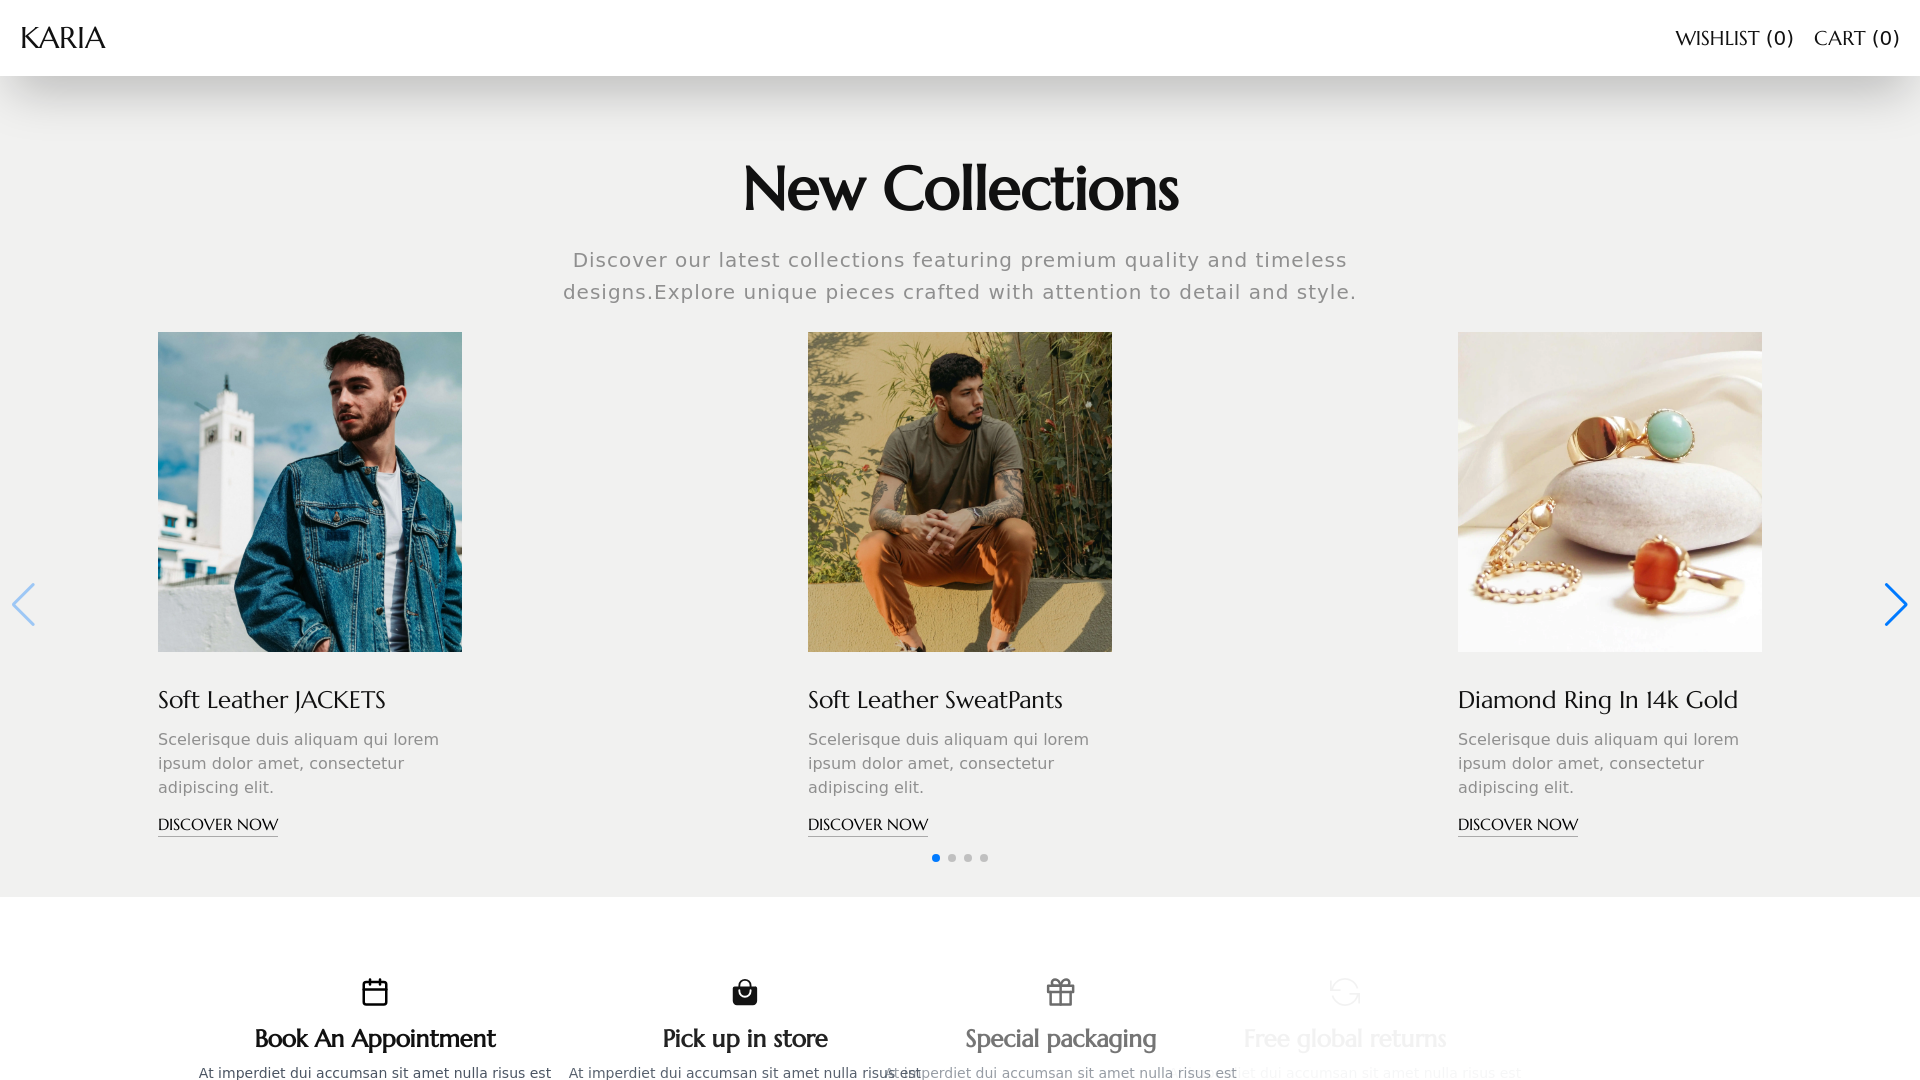 KARIA
WISHLIST (0)
CART (0)
New Collections
Discover our latest collections featuring premium quality and timeless
designs.Explore unique pieces crafted with attention to detail and style.
Soft Leather JACKETS
Scelerisque duis aliquam qui lorem
ipsum dolor amet, consectetur
adipiscing elit.
DISCOVER NOW
Soft Leather SweatPants
Scelerisque duis aliquam qui lorem
ipsum dolor amet, consectetur
adipiscing elit.
DISCOVER NOW
Diamond Ring In 14k Gold
Scelerisque duis aliquam qui lorem
ipsum dolor amet, consectetur
adipiscing elit.
DISCOVER NOW
Book An Appointment
At imperdiet dui accumsan sit amet nulla risus est
Pick up in store
At imperdiet dui accumsan sit amet nulla risus est
Special packaging
At imperdiet dui accumsan sit amet nulla risus est
Free global returns
dui accumsan sit amet nulla risus est